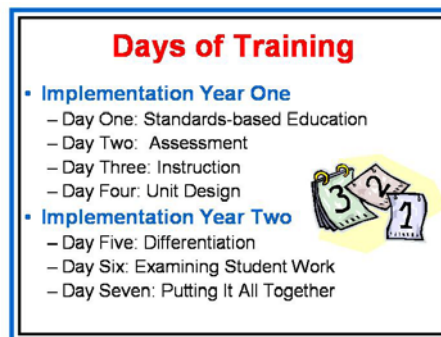 Days of Training
• Implementation Year One
– Day One: Standards-based Education
– Day Two: Assessment
– Day Three: Instruction
– Day Four: Unit Design
• Implementation Year Two
– Day Five: Differentiation
– Day Six: Examining Student Work
– Day Seven: Putting It All Together
3 2 1